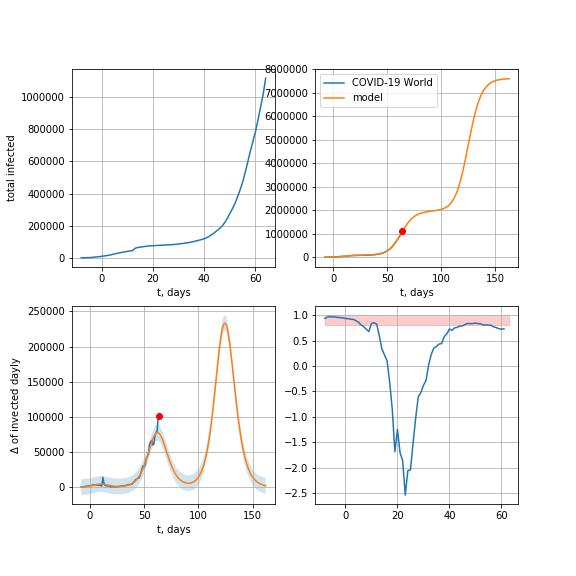 1000000
800000
600000
400000
200000
0
total infected
0 20 40 60
t, days
8000000
7000000
6000000
5000000
4000000
3000000
2000000
1000000
0
COVID-19 World
model
0 50 100 150
t, days
250000
200000
150000
100000
50000
0
Δ of invected dayly
0 50 100 150
t, days
1.0
0.5
0.0
−0.5
−1.0
−1.5
−2.0
−2.5
0 20 40 60